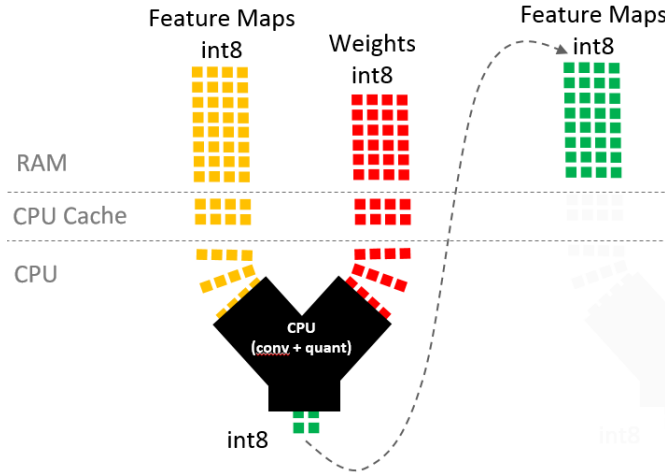 Feature Maps
int8
Weights
int8
Feature Maps
int8
RAM
CPU Cache
CPU
CPU
(conv + quant)
int8
int8